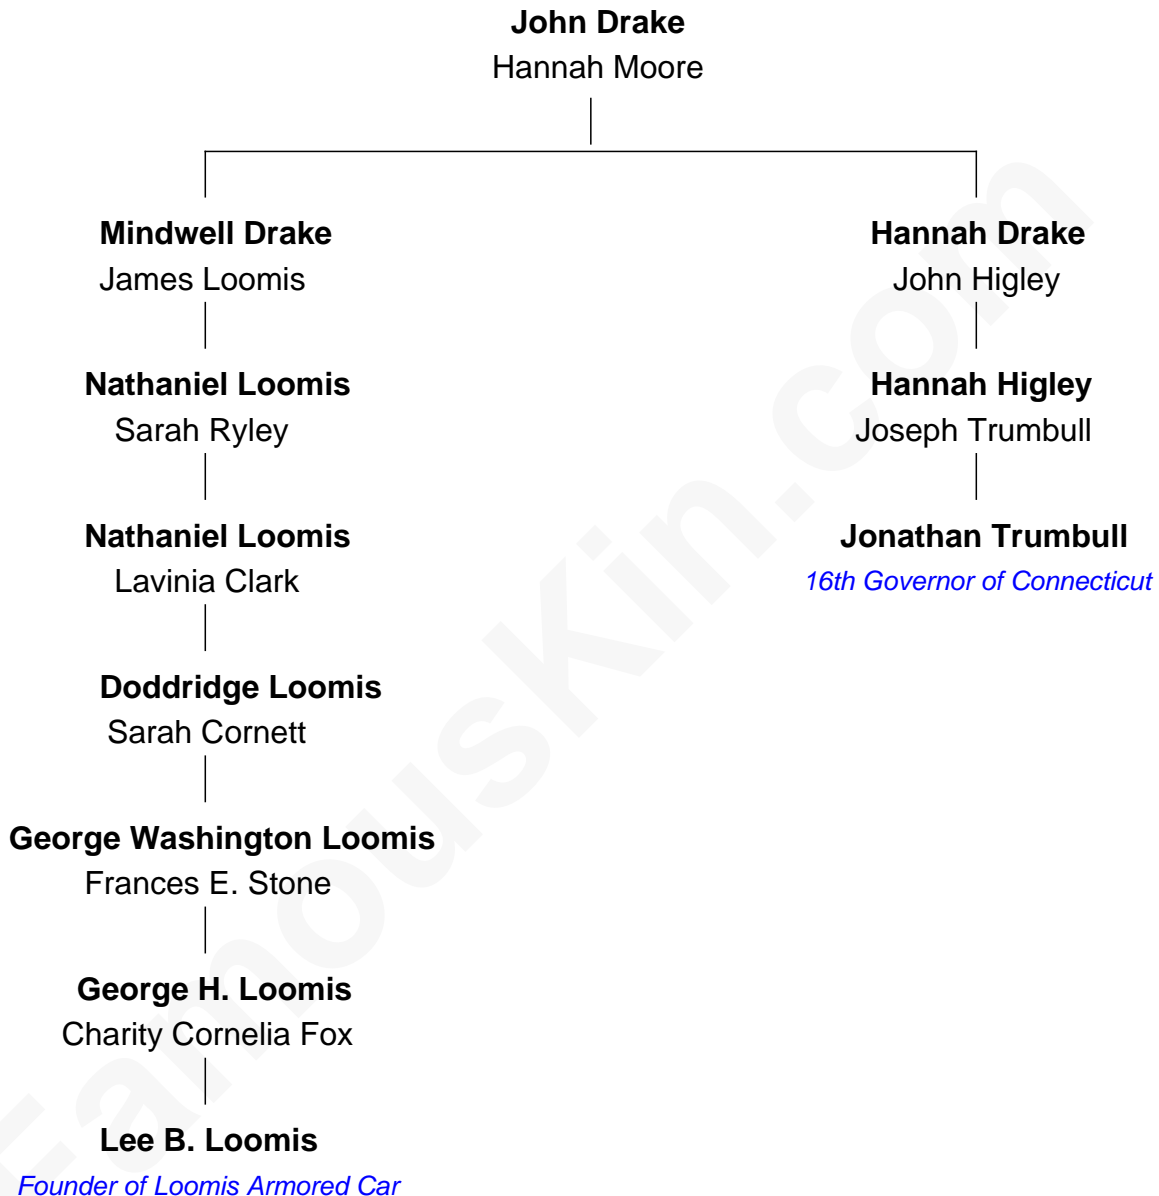 John Drake
Hannah Moore
Mindwell Drake
James Loomis
Hannah Drake
John Higley
Nathaniel Loomis
Sarah Ryley
Hannah Higley
Joseph Trumbull
Nathaniel Loomis
Lavinia Clark
Jonathan Trumbull
16th Governor of Connecticut
Doddridge Loomis
Sarah Cornett
George Washington Loomis
Frances E. Stone
George H. Loomis
Charity Cornelia Fox
Lee B. Loomis
Founder of Loomis Armored Car
FamousKin.com